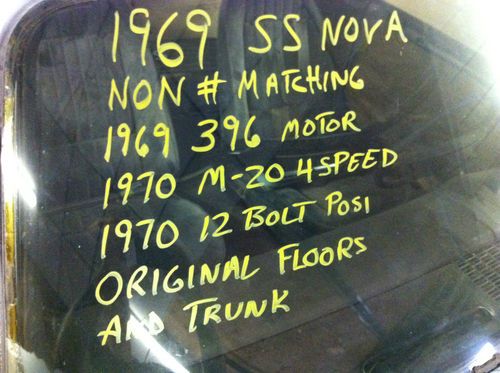 1969 SS NOVA
NON # MATCHING
1969 396 MOTOR
1970 M-20 4SPEED
1970 12 BOLT POSI
ORIGINAL FLOORS
AND TRUNK